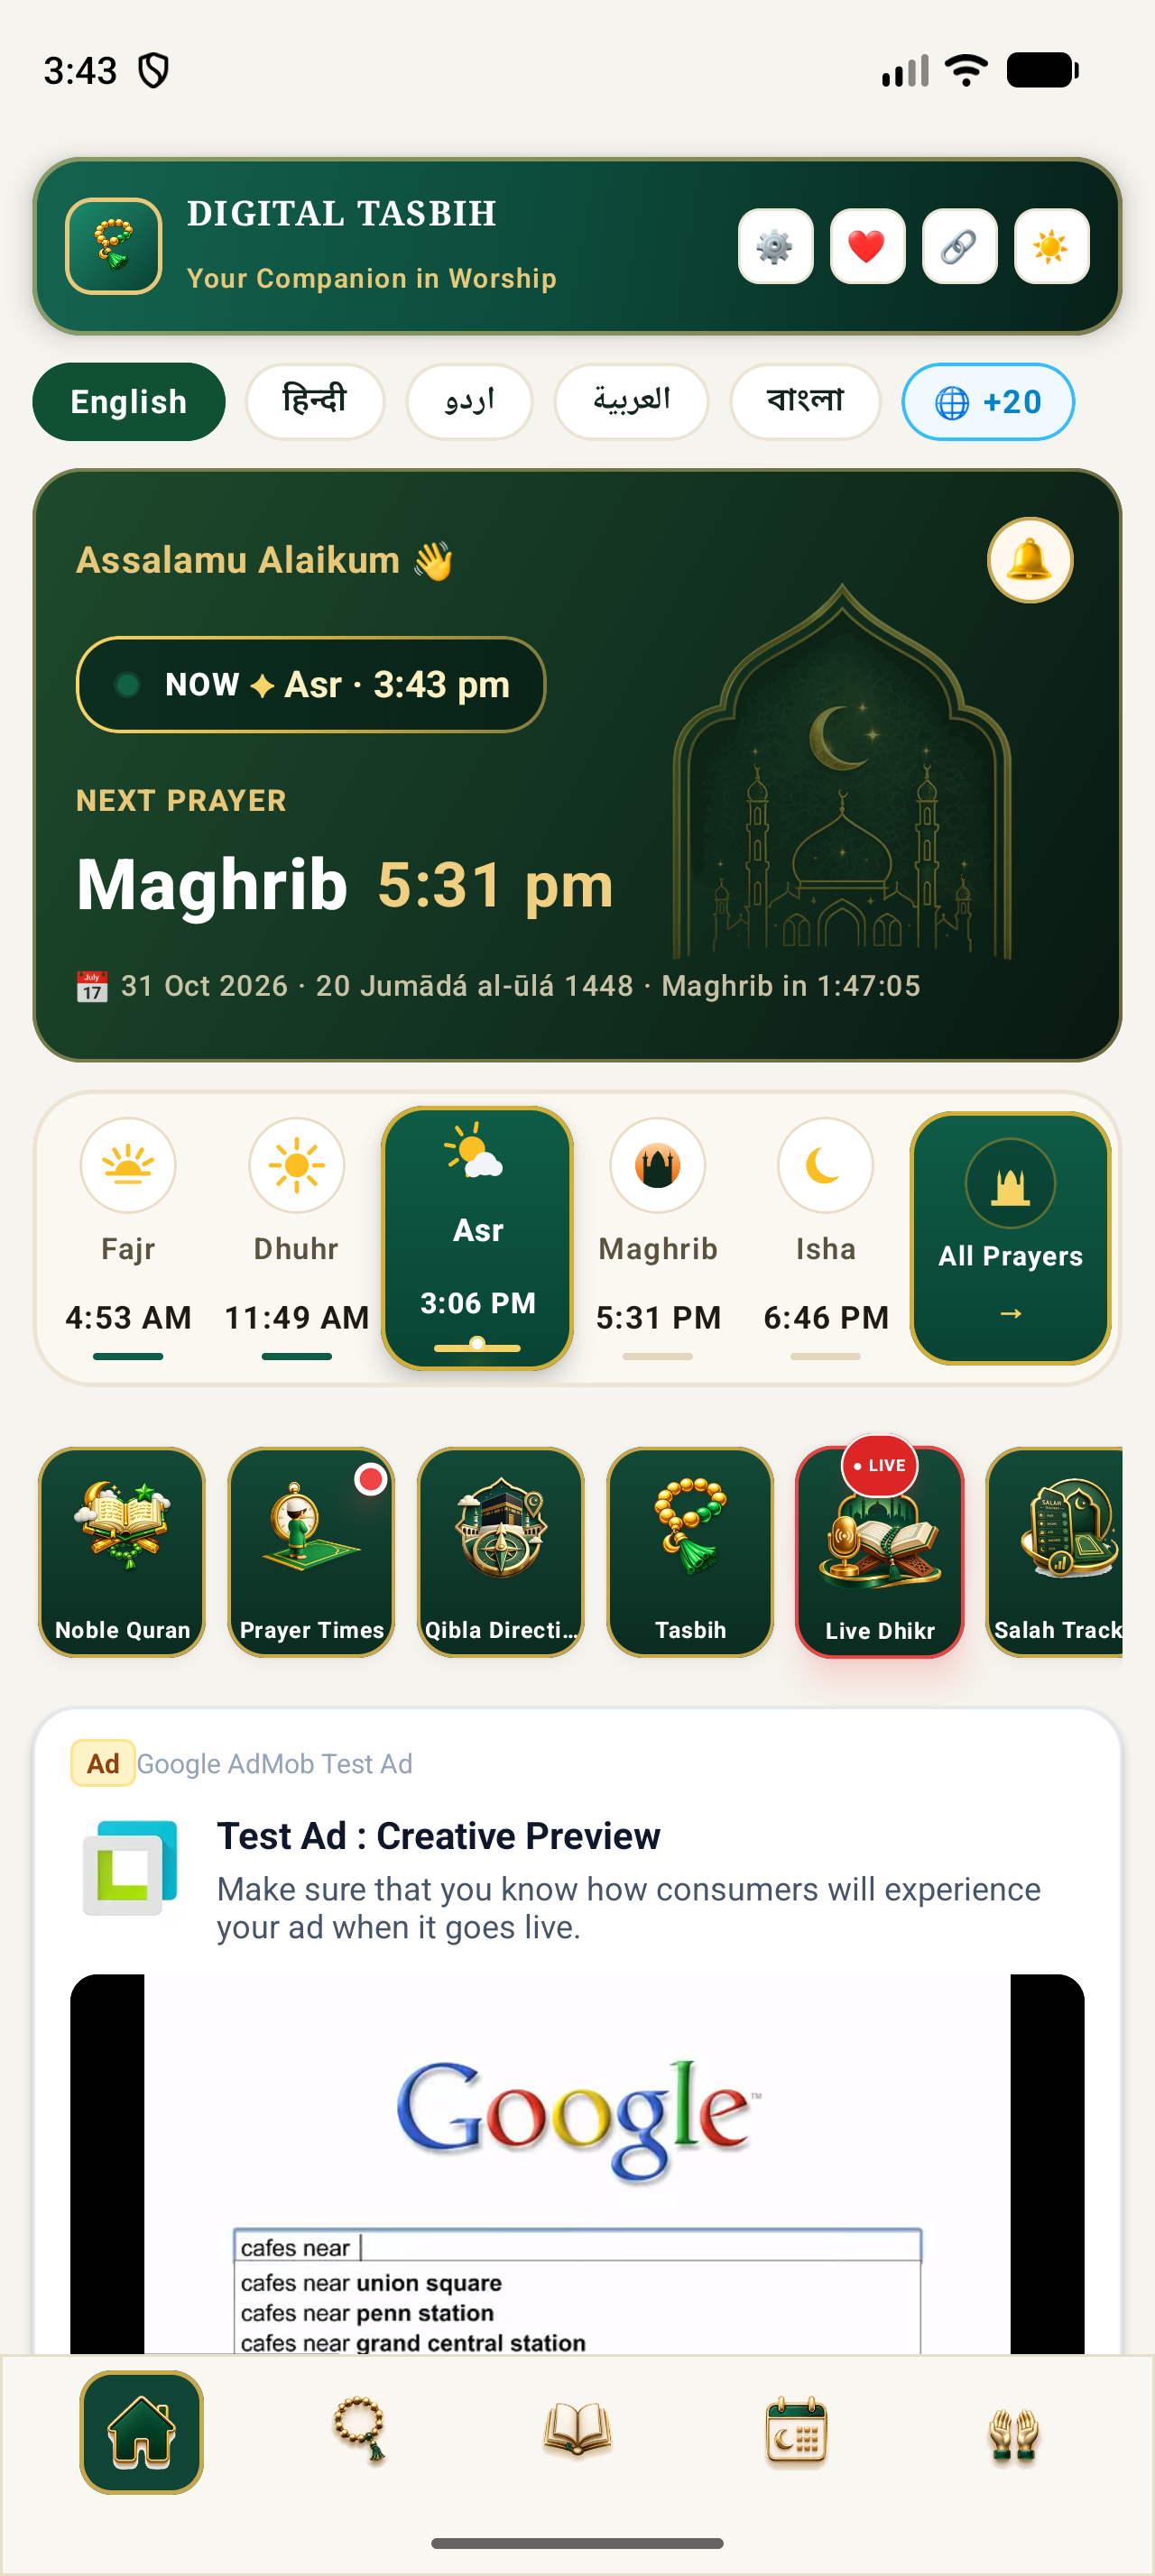 3:43
DIGITAL TASBIH
Your Companion in Worship
English
हिन्दी
اردو
العربية
বাংলা
+20
Assalamu Alaikum 👋
NOW ✦ Asr · 3:43 pm
NEXT PRAYER
Maghrib 5:31 pm
31 Oct 2026 · 20 Jumādá al-ūlá 1448 · Maghrib in 1:47:05
Fajr
4:53 AM
Dhuhr
11:49 AM
Asr
3:06 PM
Maghrib
5:31 PM
Isha
6:46 PM
All Prayers
→
Noble Quran
Prayer Times
Qibla Directi...
Tasbih
• LIVE
Live Dhikr
Salah Track
Ad Google AdMob Test Ad
Test Ad : Creative Preview
Make sure that you know how consumers will experience
your ad when it goes live.
Google™
cafes near
cafes near union square
cafes near penn station
cafes near grand central station